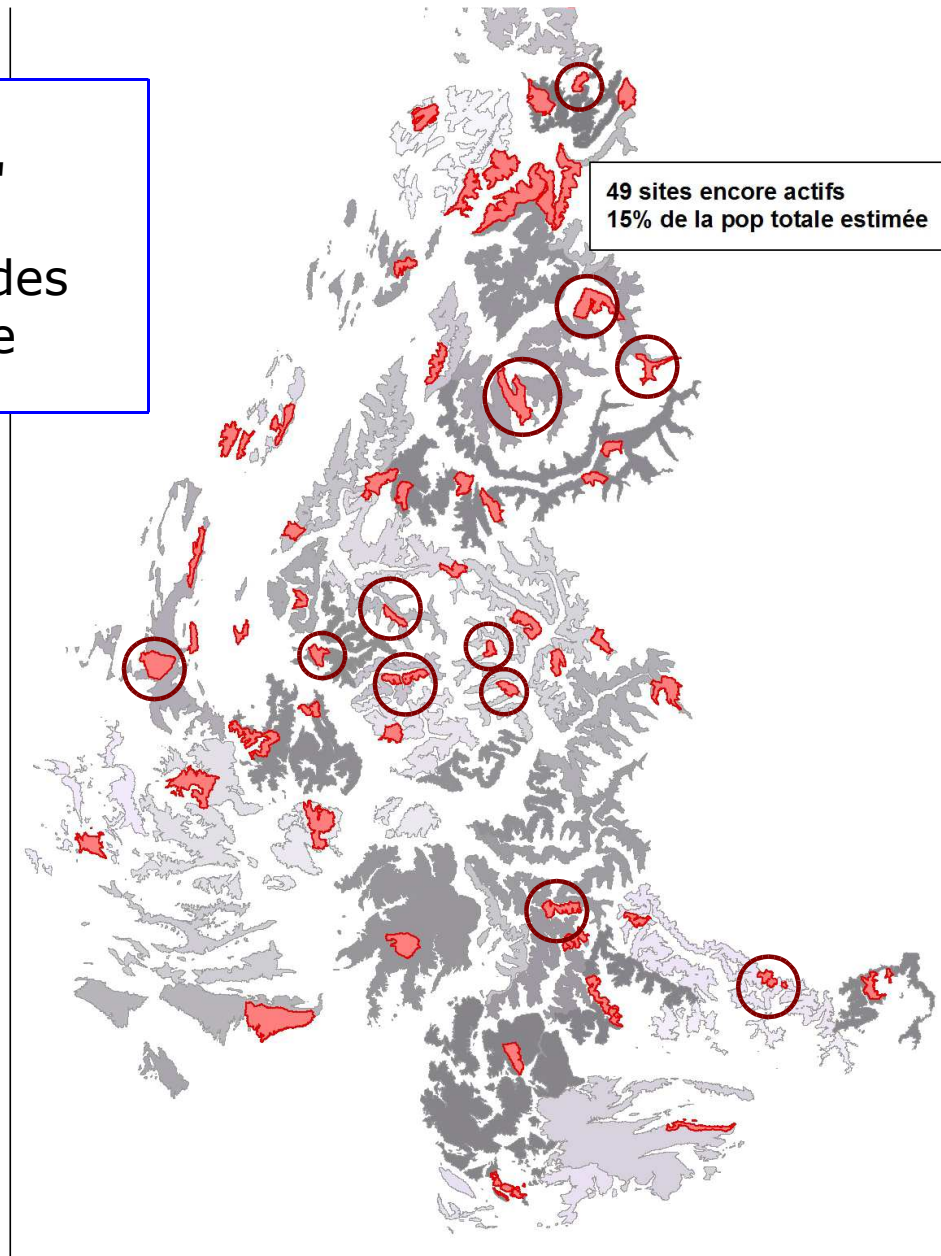 des
e
49 sites encore actifs
15% de la pop totale estimée